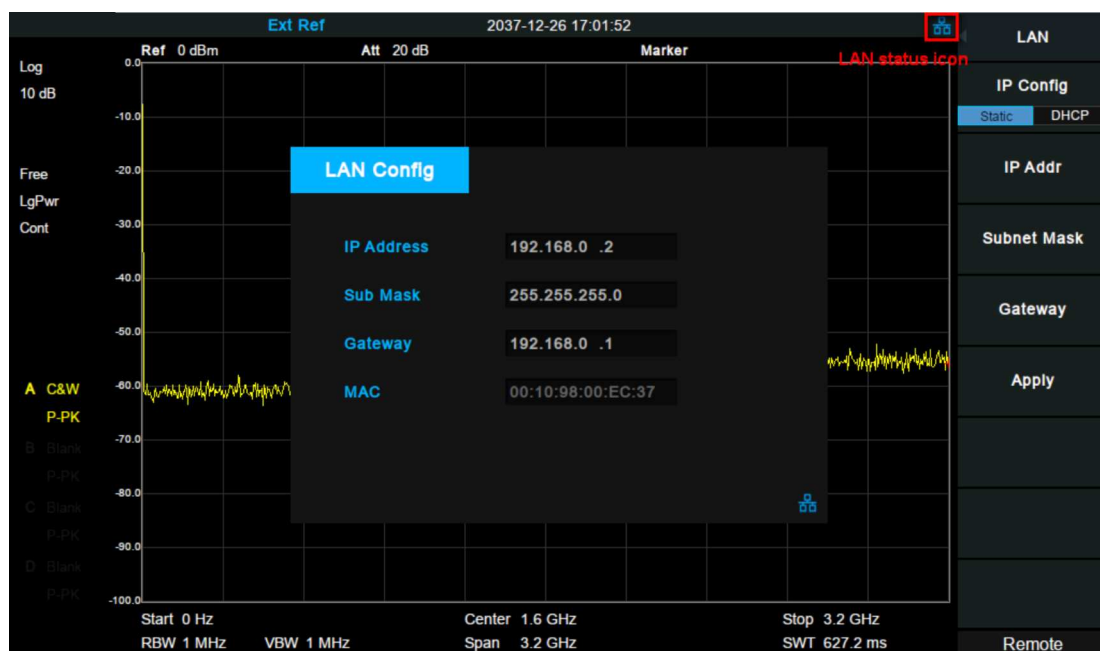 Ext Ref 2037-12-26 17:01:52
LAN status icon
Ref 0 dBm Att 20 dB Marker
Log
10 dB
Free
LgPwr
Cont
A C&W
P-PK
B Blank
P-PK
C Blank
P-PK
D Blank
P-PK
0.0
-10.0
-20.0
-30.0
-40.0
-50.0
-60.0
-70.0
-80.0
-90.0
-100.0
LAN Config
IP Address 192.168.0 .2
Sub Mask 255.255.255.0
Gateway 192.168.0 .1
MAC 00:10:98:00:EC:37
Start 0 Hz Center 1.6 GHz Stop 3.2 GHz
RBW 1 MHz VBW 1 MHz Span 3.2 GHz SWT 627.2 ms
LAN
IP Config
Static DHCP
IP Addr
Subnet Mask
Gateway
Apply
Remote